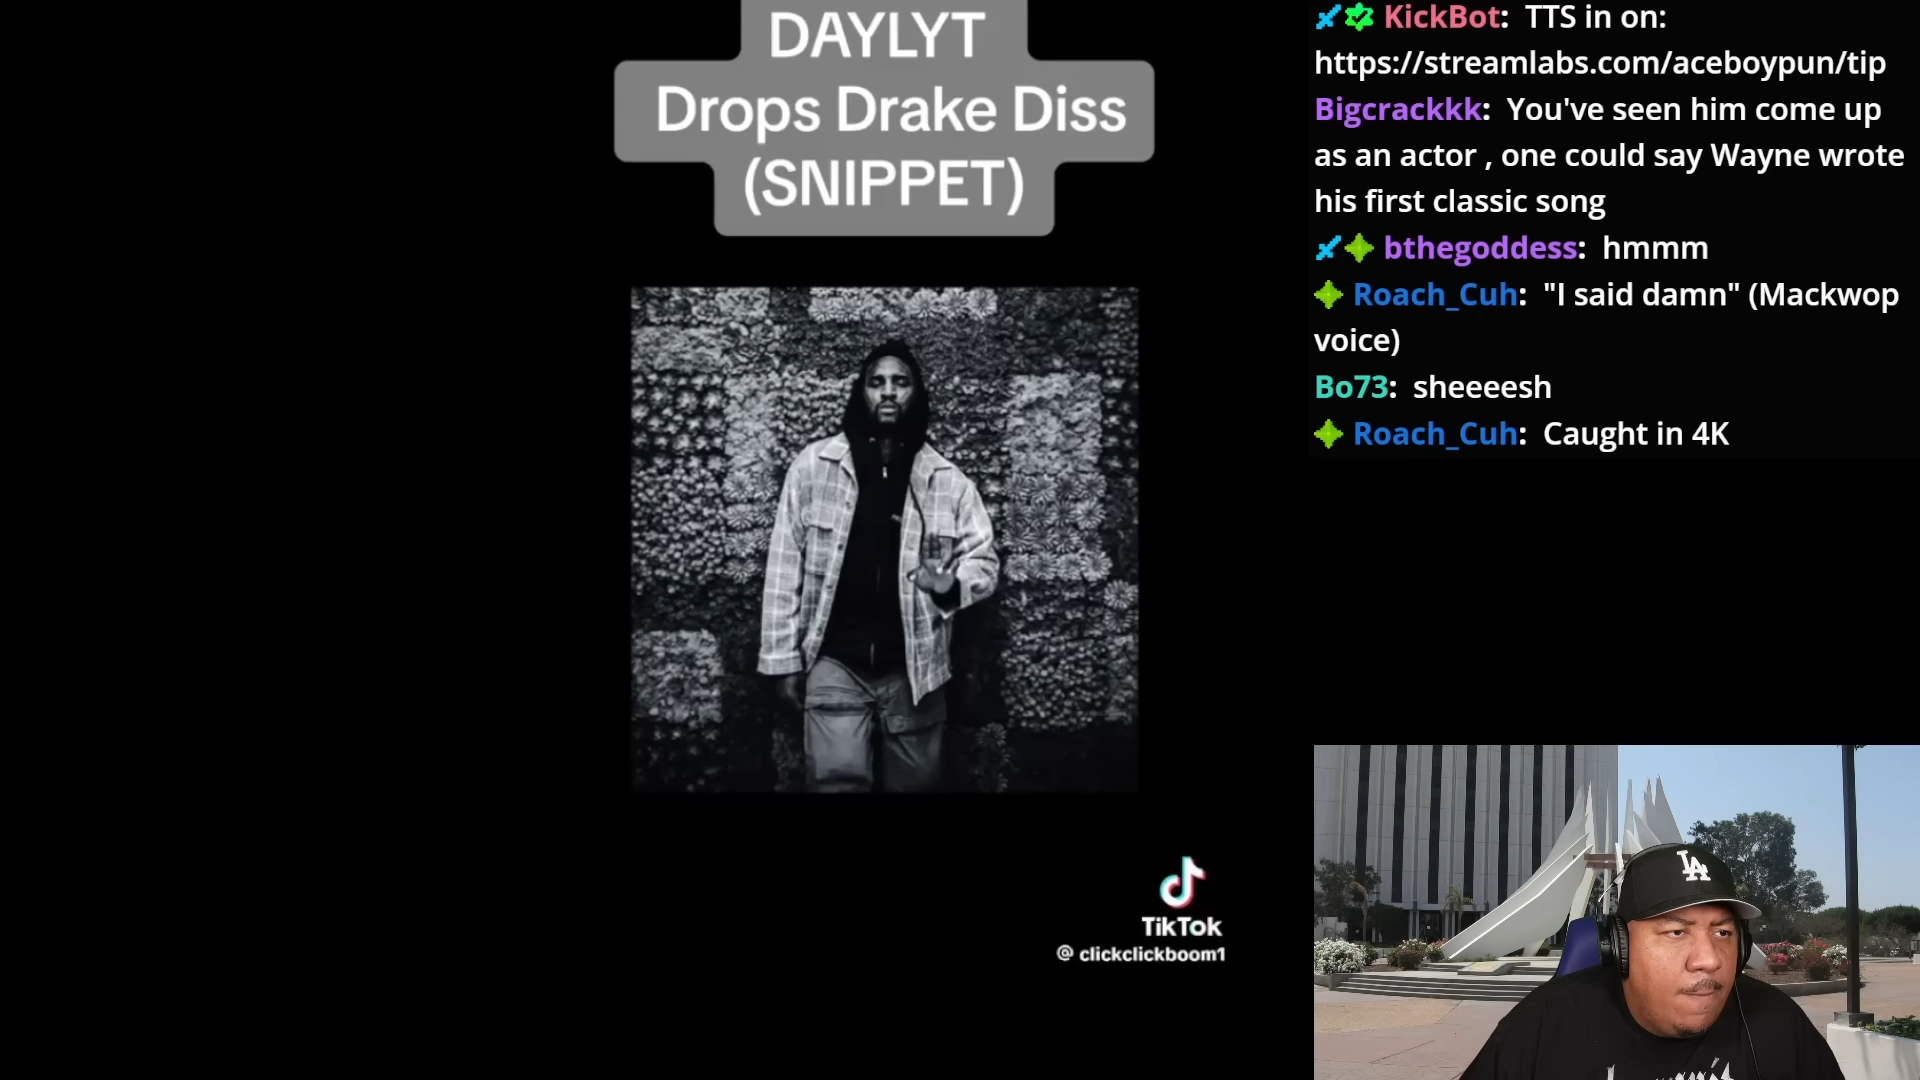 DAYLYT
Drops Drake Diss
(SNIPPET)
TikTok
@ clickclickboom1
KickBot: TTS in on:
https://streamlabs.com/aceboypun/tip
Bigcrackkk: You've seen him come up
as an actor , one could say Wayne wrote
his first classic song
bthegoddess: hmmm
Roach_Cuh: "I said damn" (Mackwop
voice)
Bo73: sheeeesh
Roach_Cuh: Caught in 4K
LA